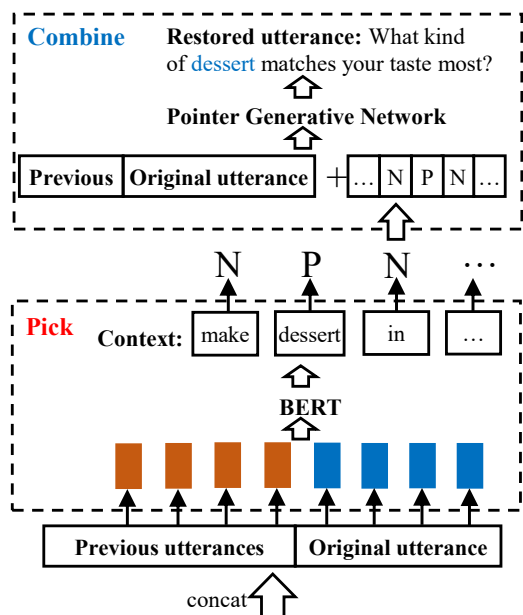 Combine
Restored utterance: What kind
of dessert matches your taste most?
Pointer Generative Network
Previous Original utterance + ... N P N ...
N P N ...
Pick
Context: make dessert in ...
BERT
Previous utterances Original utterance
concat